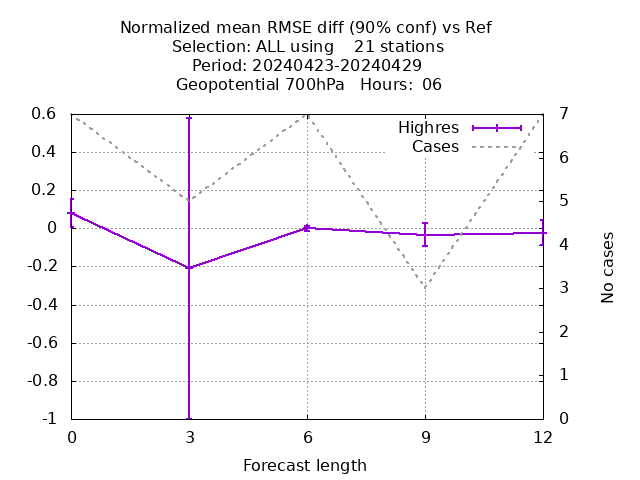 Normalized mean RMSE diff (90% conf) vs Ref
Selection: ALL using    21 stations
Period: 20240423-20240429
Geopotential 700hPa   Hours:  06
Highres
Cases
0.6
0.4
0.2
0
-0.2
-0.4
-0.6
-0.8
-1
7
6
5
4
3
2
1
0
No cases
0
3
6
9
12
Forecast length